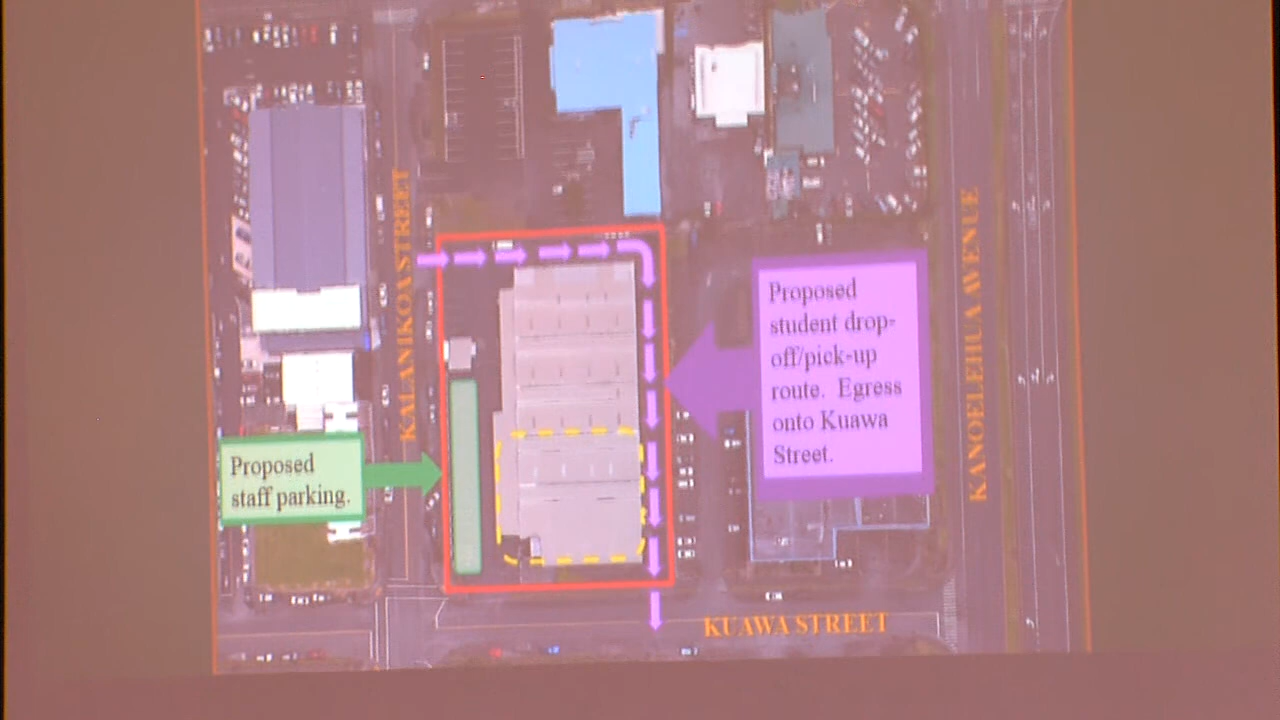 KALANIKOA STREET
KANOELEHUA AVENUE
Proposed
student drop-
off/pick-up
route. Egress
onto Kuawa
Street.
Proposed
staff parking.
KUAWA STREET